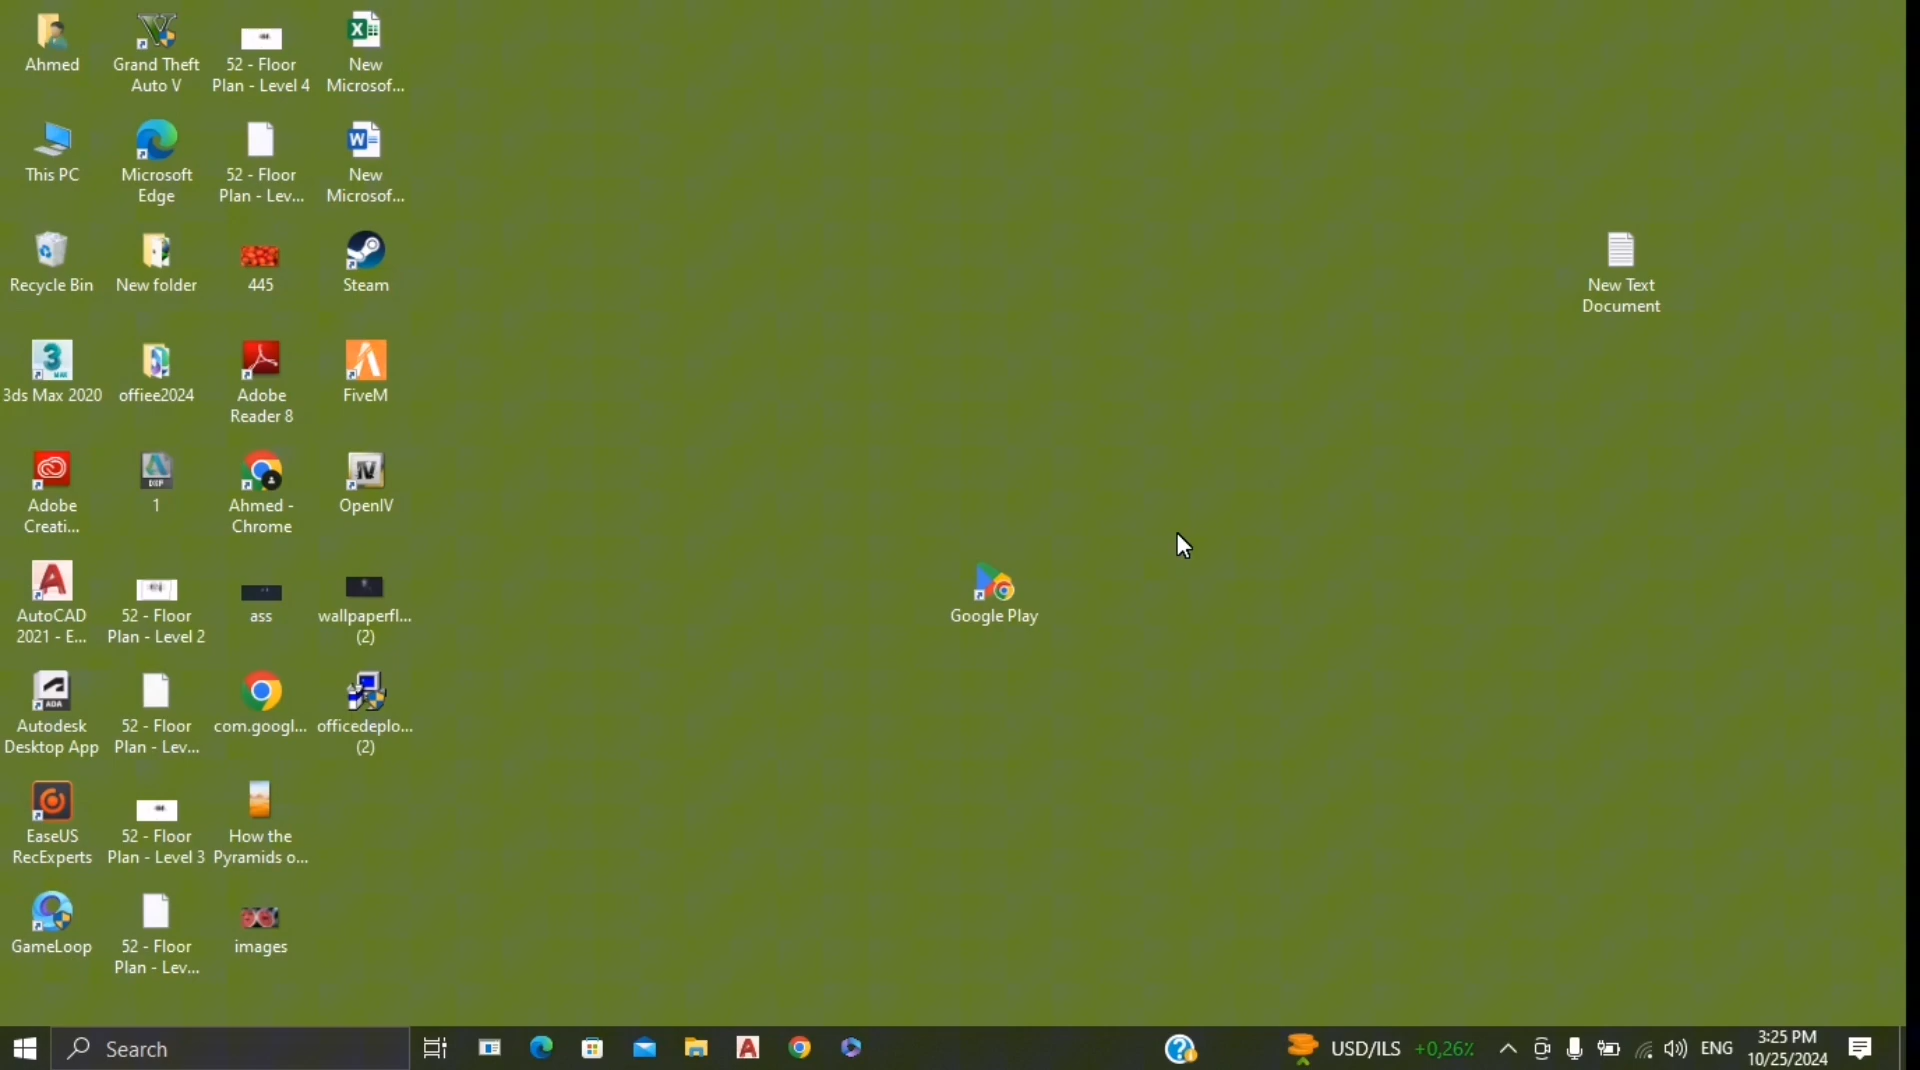 Ahmed
Grand Theft
Auto V
52 - Floor
Plan - Level 4
New
Microsof...
This PC
Microsoft
Edge
52 - Floor
Plan - Lev...
New
Microsof...
Recycle Bin
New folder
445
Steam
New Text
Document
3ds Max 2020
offiee2024
Adobe
Reader 8
FiveM
Adobe
Creati...
1
Ahmed -
Chrome
OpenIV
AutoCAD
2021 - E...
52 - Floor
Plan - Level 2
ass
wallpaperfl...
(2)
Google Play
Autodesk
Desktop App
52 - Floor
Plan - Lev...
com.googl...
officedeplo...
(2)
EaseUS
RecExperts
52 - Floor
Plan - Level 3
How the
Pyramids o...
GameLoop
52 - Floor
Plan - Lev...
images
Search
USD/ILS +0,26%
ENG
3:25 PM
10/25/2024